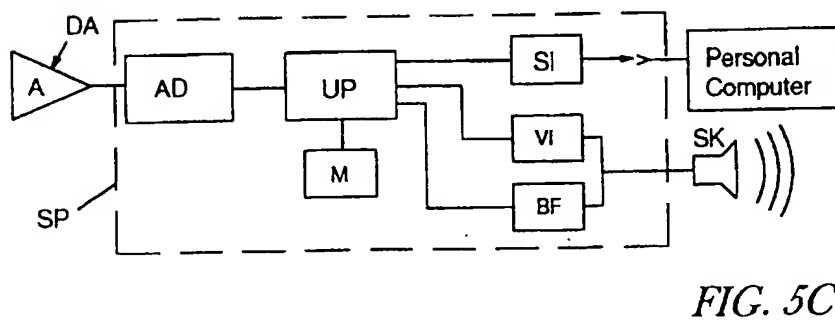 DA
A
AD
UP
SI
Personal
Computer
VI
SK
M
BF
SP
FIG. 5C